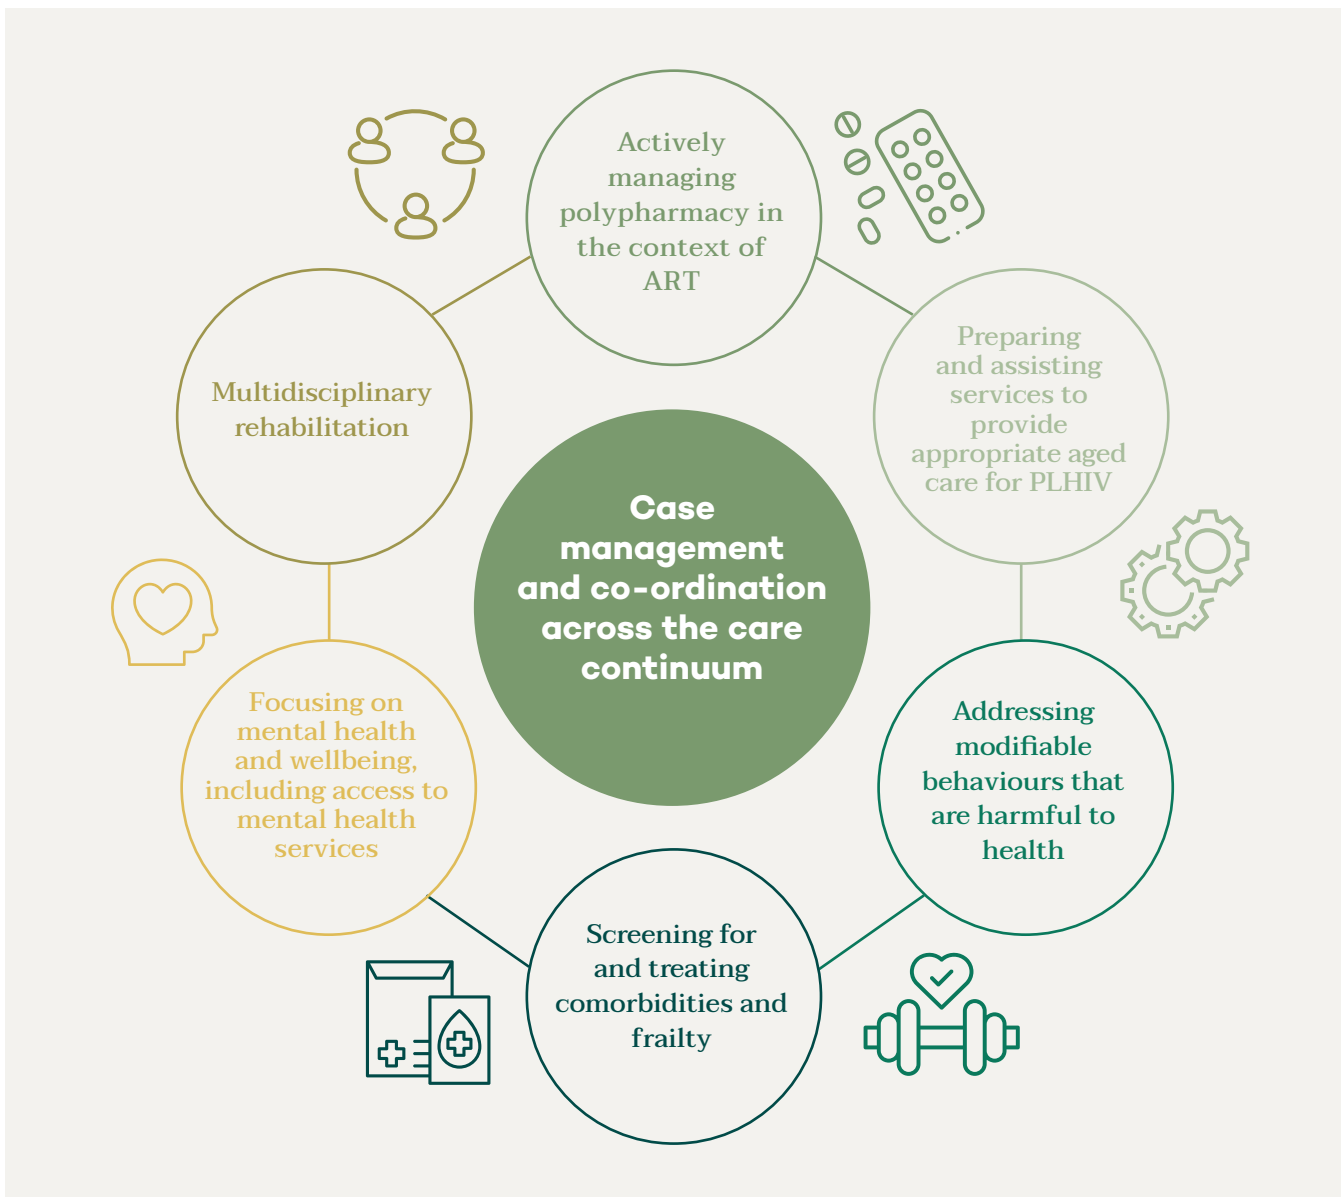 Actively
managing
polypharmacy in
the context of
ART
Preparing
and assisting
services to
provide
appropriate aged
care for PLHIV
Multidisciplinary
rehabilitation
Case
management
and co-ordination
across the care
continuum
Focusing on
mental health
and wellbeing,
including access to
mental health
services
Addressing
modifiable
behaviours that
are harmful to
health
Screening for
and treating
comorbidities and
frailty